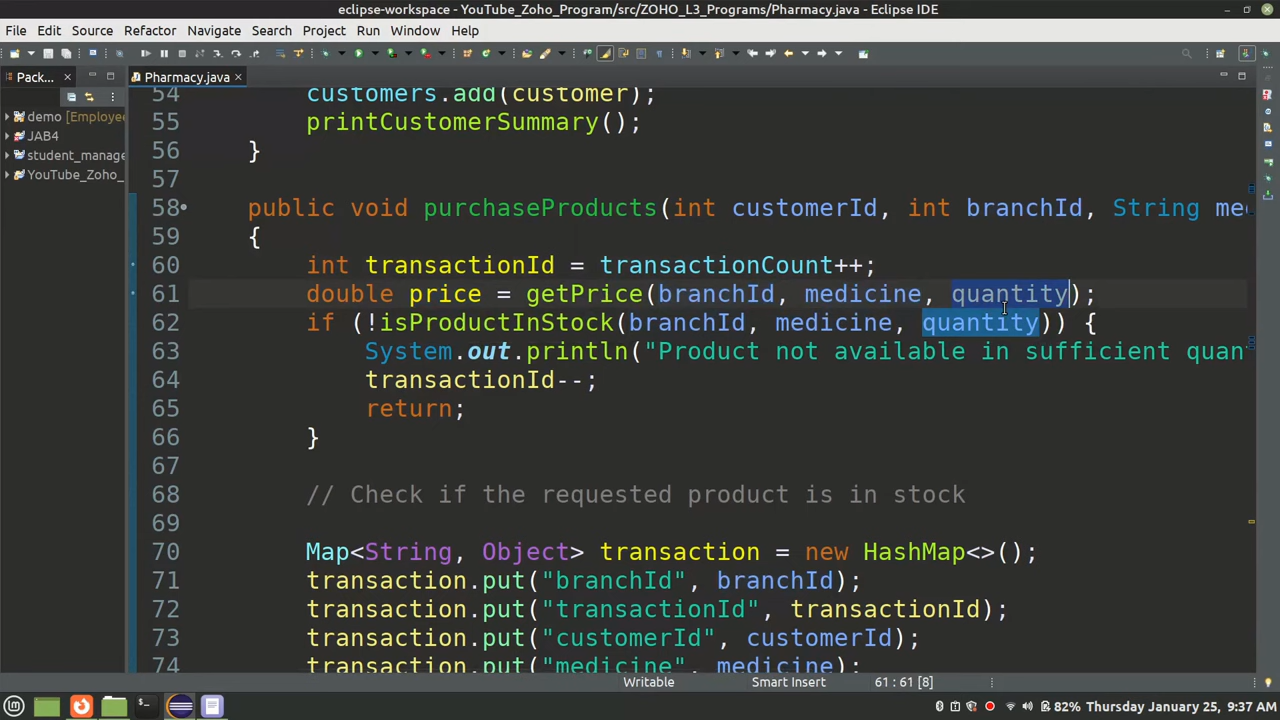 eclipse-workspace - YouTube_Zoho_Program/src/ZOHO_L3_Programs/Pharmacy.java - Eclipse IDE
File Edit Source Refactor Navigate Search Project Run Window Help
Pack... Pharmacy.java
demo [Employee
JAB4
student_manage
YouTube_Zoho_
54 customers.add(customer);
55 printCustomerSummary();
56 }
57
58 public void purchaseProducts(int customerId, int branchId, String me
59 {
60 int transactionId = transactionCount++;
61 double price = getPrice(branchId, medicine, quantity);
62 if (!isProductInStock(branchId, medicine, quantity)) {
63 System.out.println("Product not available in sufficient quan
64 transactionId--;
65 return;
66 }
67
68 // Check if the requested product is in stock
69
70 Map<String, Object> transaction = new HashMap<>();
71 transaction.put("branchId", branchId);
72 transaction.put("transactionId", transactionId);
73 transaction.put("customerId", customerId);
74 transaction.put("medicine", medicine);
Writable Smart Insert 61 : 61 [8]
82% Thursday January 25, 9:37 AM